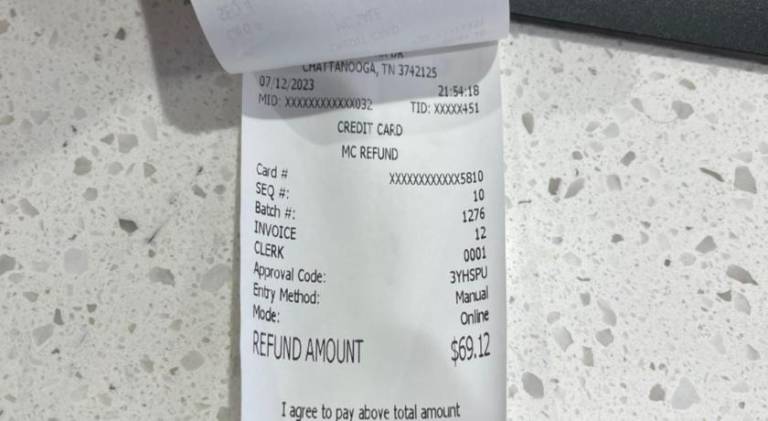 CHATTANOOGA, TN 3742125
07/12/2023 21:54:18
MID: XXXXXXXXXXXX032 TID: XXXXX451
CREDIT CARD
MC REFUND
Card # XXXXXXXXXXXX5810
SEQ #: 10
Batch #: 1276
INVOICE 12
CLERK 0001
Approval Code: 3YHSPU
Entry Method: Manual
Mode: Online
REFUND AMOUNT $69.12
I agree to pay above total amount